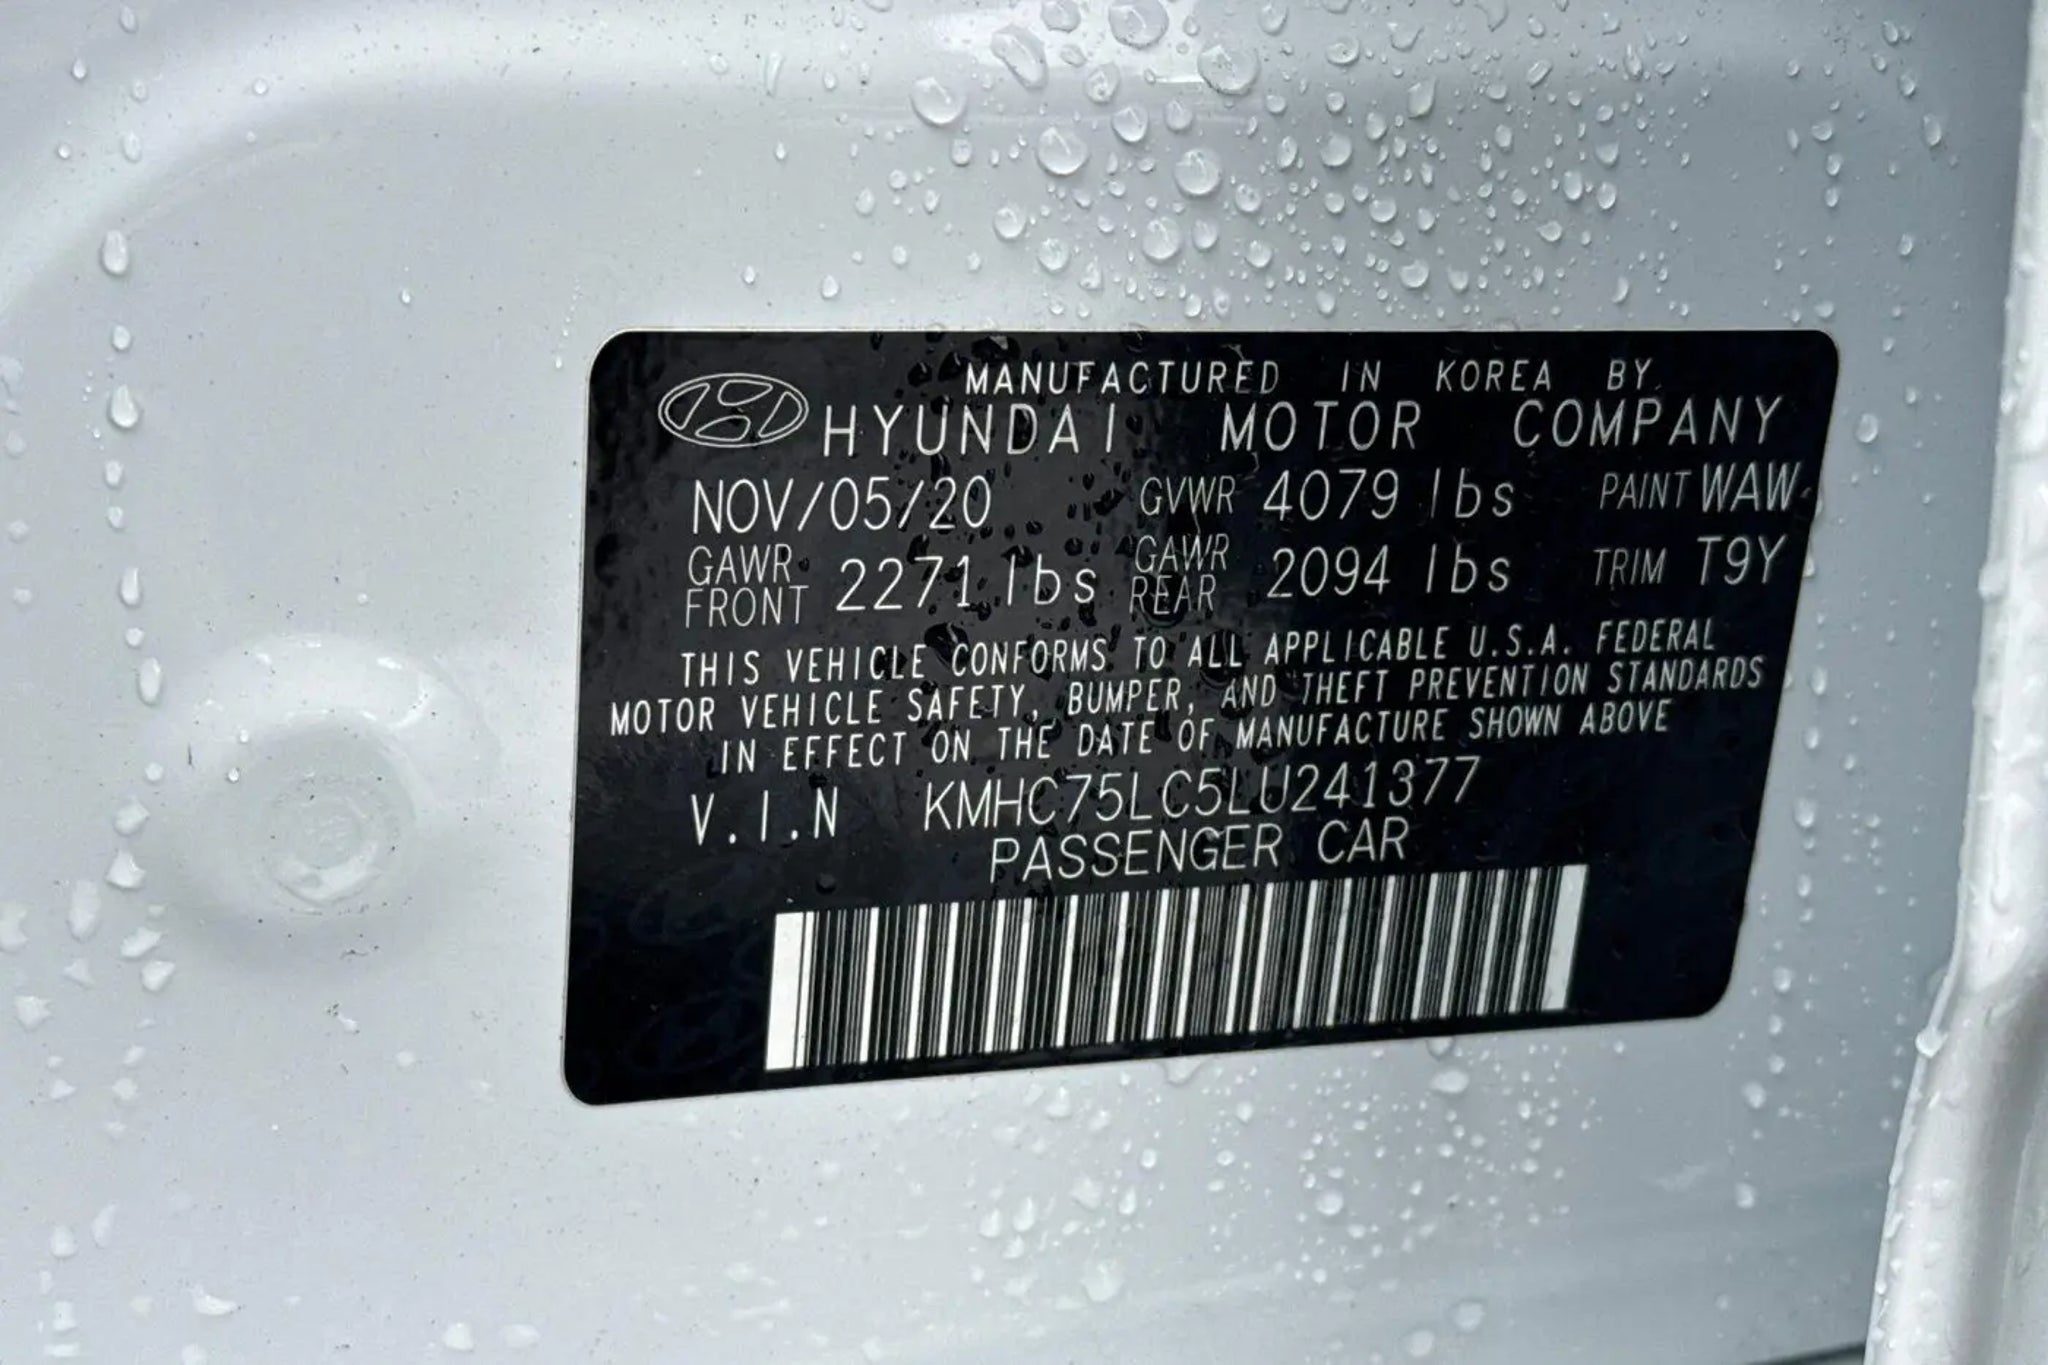 MANUFACTURED IN KOREA BY
HYUNDAI MOTOR COMPANY
NOV/05/20 GVWR 4079 lbs PAINT WAW
GAWR FRONT 2271 lbs GAWR REAR 2094 lbs TRIM T9Y
THIS VEHICLE CONFORMS TO ALL APPLICABLE U.S.A. FEDERAL
MOTOR VEHICLE SAFETY, BUMPER, AND THEFT PREVENTION STANDARDS
IN EFFECT ON THE DATE OF MANUFACTURE SHOWN ABOVE
V.I.N KMHC75LC5LU241377
PASSENGER CAR